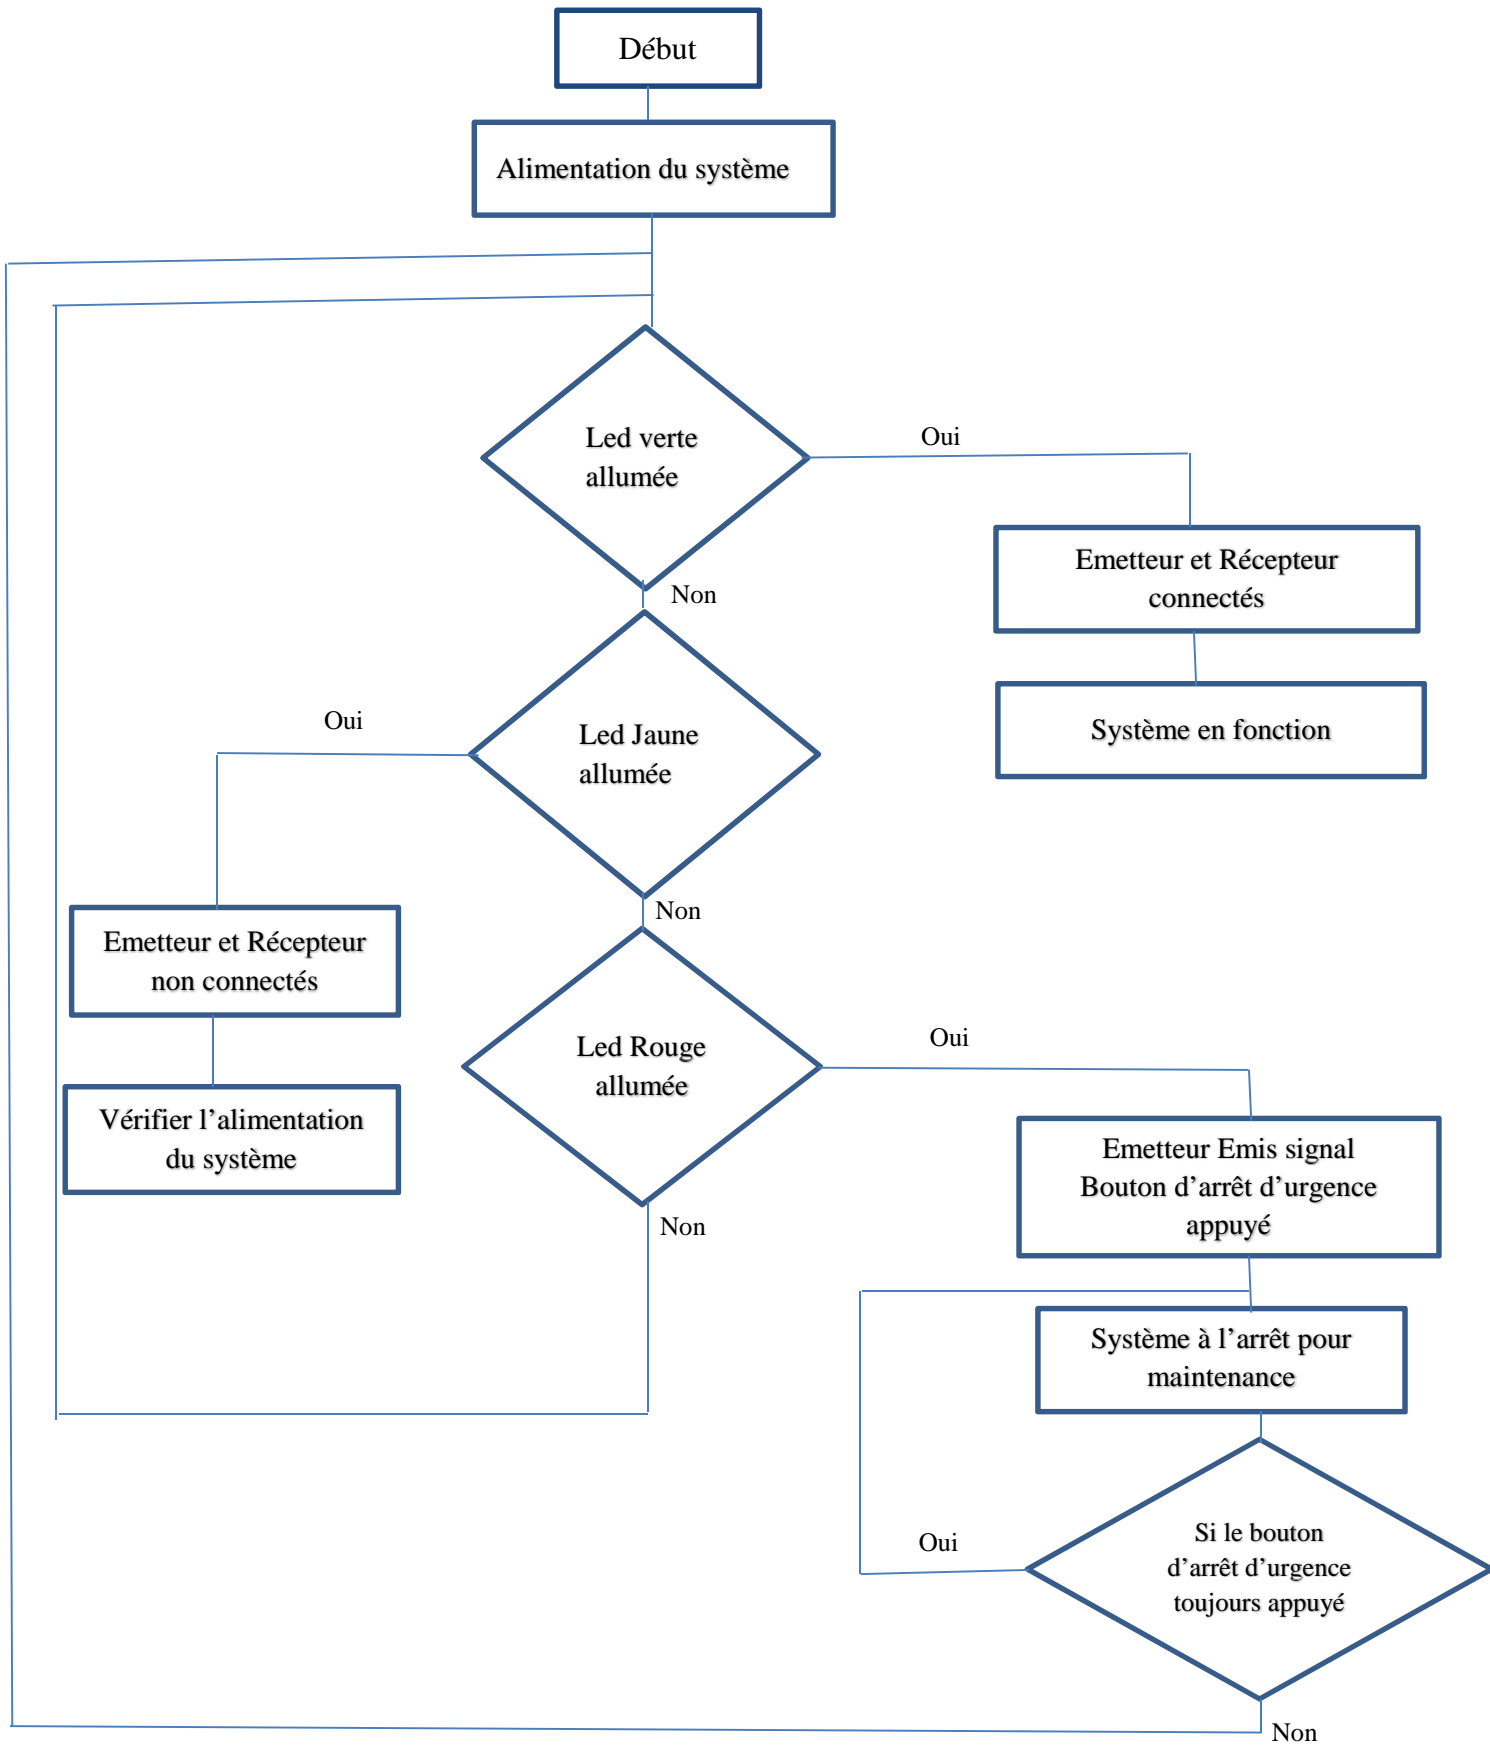 Début
Alimentation du système
Led verte
allumée
Oui
Emetteur et Récepteur
connectés
Système en fonction
Non
Led Jaune
allumée
Oui
Emetteur et Récepteur
non connectés
Vérifier l’alimentation
du système
Non
Led Rouge
allumée
Oui
Emetteur Emis signal
Bouton d’arrêt d’urgence
appuyé
Non
Système à l’arrêt pour
maintenance
Si le bouton
d’arrêt d’urgence
toujours appuyé
Oui
Non